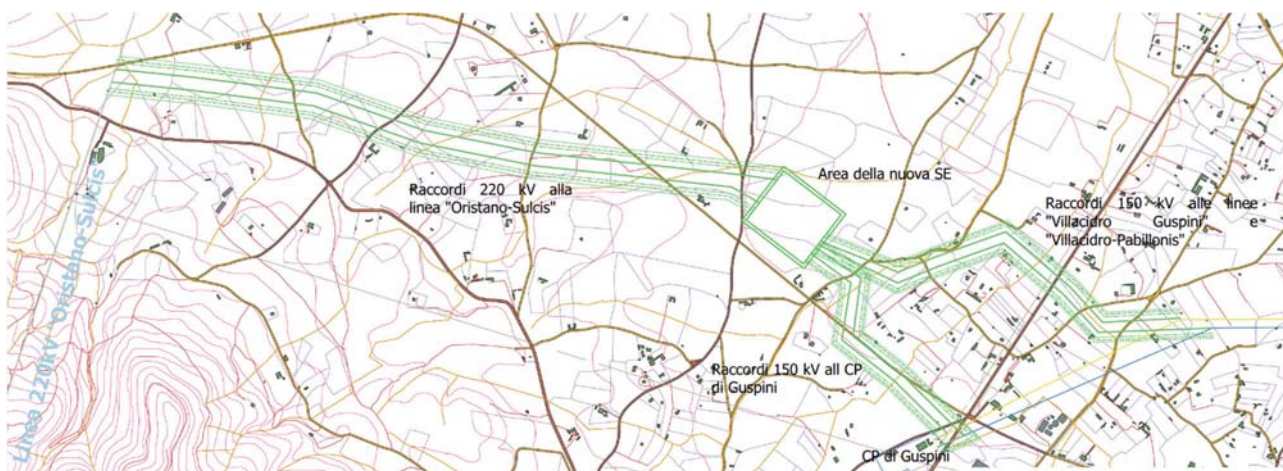 Area della nuova SE
Raccordi 220 kV alla
linea "Oristano-Sulcis"
Raccordi 150 kV alle linee
"Villacidro Guspini" e
"Villacidro-Pabillonis"
Linea 220kV "Oristano-Sulcis
Raccordi 150 kV all CP
di Guspini
CP di Guspini